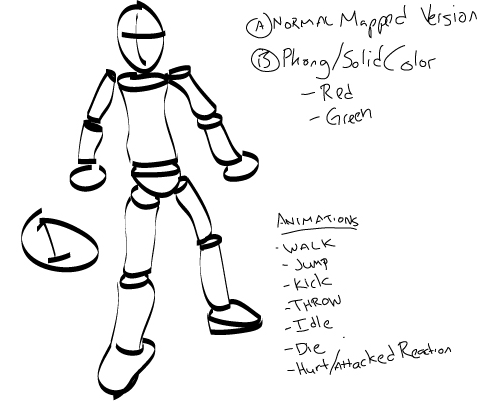 A Normal Mapped Version
B Phong/Solid Color
- Red
- Green
1
Animations
- Walk
- Jump
- Kick
- Throw
- Idle
- Die
- Hurt/Attacked Reaction